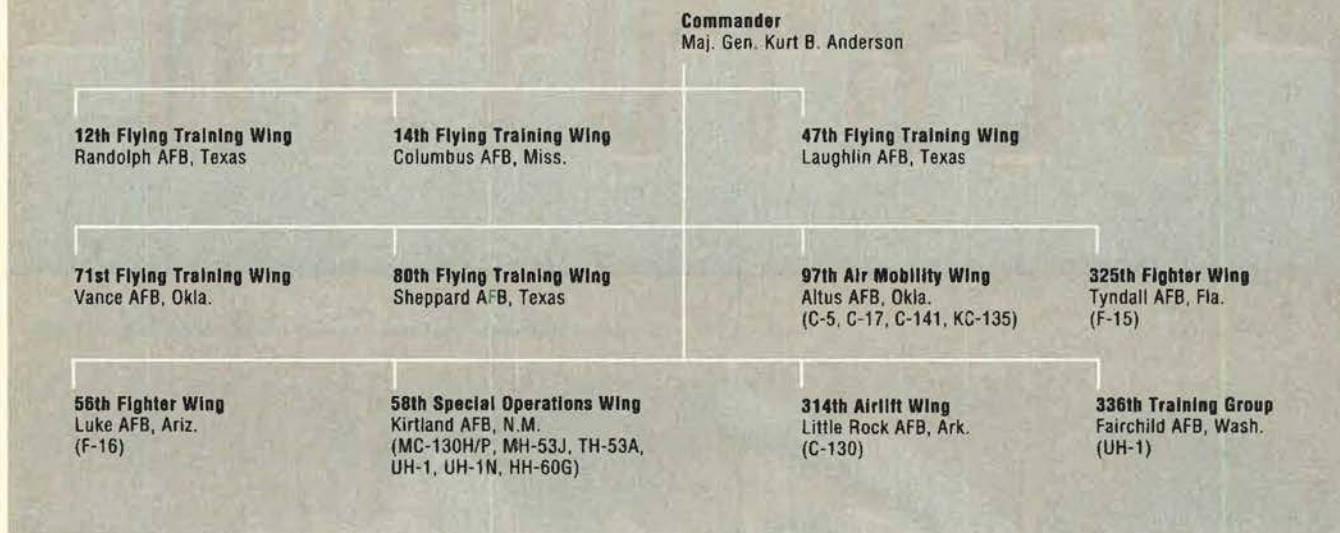 Commander
Maj. Gen. Kurt B. Anderson
12th Flying Training Wing
Randolph AFB, Texas
14th Flying Training Wing
Columbus AFB, Miss.
47th Flying Training Wing
Laughlin AFB, Texas
71st Flying Training Wing
Vance AFB, Okla.
80th Flying Training Wing
Sheppard AFB, Texas
97th Air Mobility Wing
Altus AFB, Okla.
(C-5, C-17, C-141, KC-135)
325th Fighter Wing
Tyndall AFB, Fla.
(F-15)
56th Fighter Wing
Luke AFB, Ariz.
(F-16)
58th Special Operations Wing
Kirtland AFB, N.M.
(MC-130H/P, MH-53J, TH-53A,
UH-1, UH-1N, HH-60G)
314th Airlift Wing
Little Rock AFB, Ark.
(C-130)
336th Training Group
Fairchild AFB, Wash.
(UH-1)